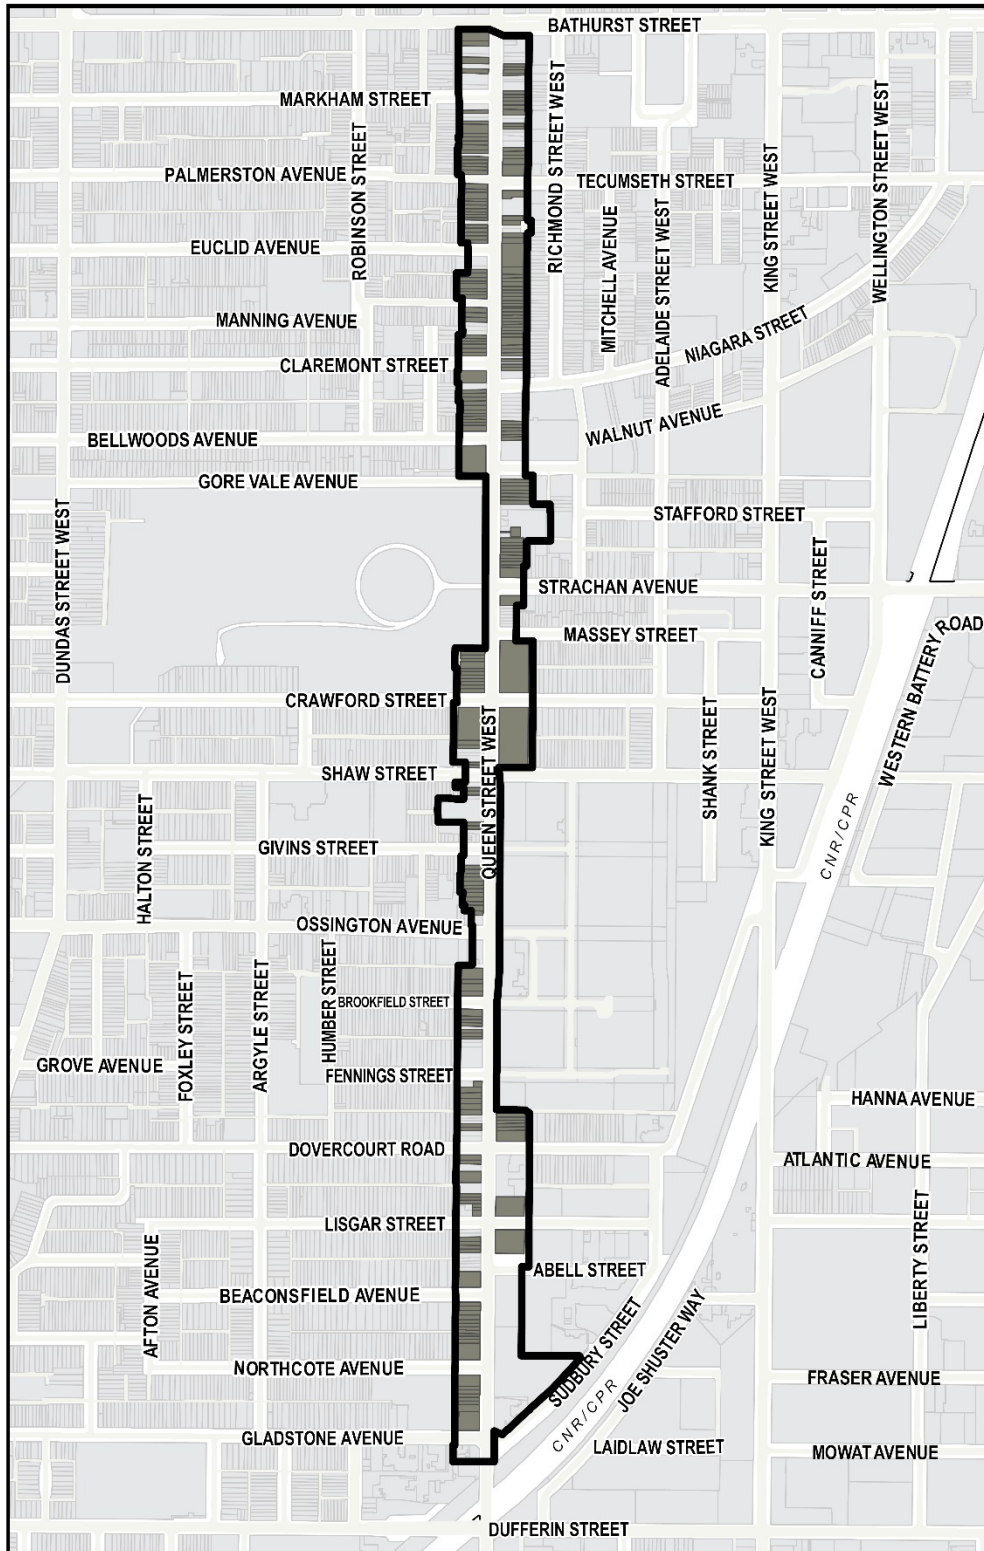 BATHURST STREET
MARKHAM STREET
ROBINSON STREET
RICHMOND STREET WEST
KING STREET WEST
WELLINGTON STREET WEST
PALMERSTON AVENUE
TECUMSETH STREET
MITCHELL AVENUE
ADELAIDE STREET WEST
EUCLID AVENUE
MANNING AVENUE
NIAGARA STREET
CLAREMONT STREET
WALNUT AVENUE
BELLWOODS AVENUE
GORE VALE AVENUE
DUNDAS STREET WEST
STAFFORD STREET
CANNIFF STREET
STRACHAN AVENUE
MASSEY STREET
WESTERN BATTERY ROAD
CRAWFORD STREET
QUEEN STREET WEST
SHANK STREET
KING STREET WEST
SHAW STREET
CNR/CPR
HALTON STREET
GIVINS STREET
OSSINGTON AVENUE
FOXLEY STREET
ARGYLE STREET
HUMBER STREET
BROOKFIELD STREET
GROVE AVENUE
FENNINGS STREET
HANNA AVENUE
DOVERCOURT ROAD
ATLANTIC AVENUE
LISGAR STREET
LIBERTY STREET
AFTON AVENUE
ABELL STREET
BEACONSFIELD AVENUE
SUDBURY STREET
JOE SHUSTER WAY
NORTHCOTE AVENUE
FRASER AVENUE
CNR/CPR
GLADSTONE AVENUE
LAIDLAW STREET
MOWAT AVENUE
DUFFERIN STREET